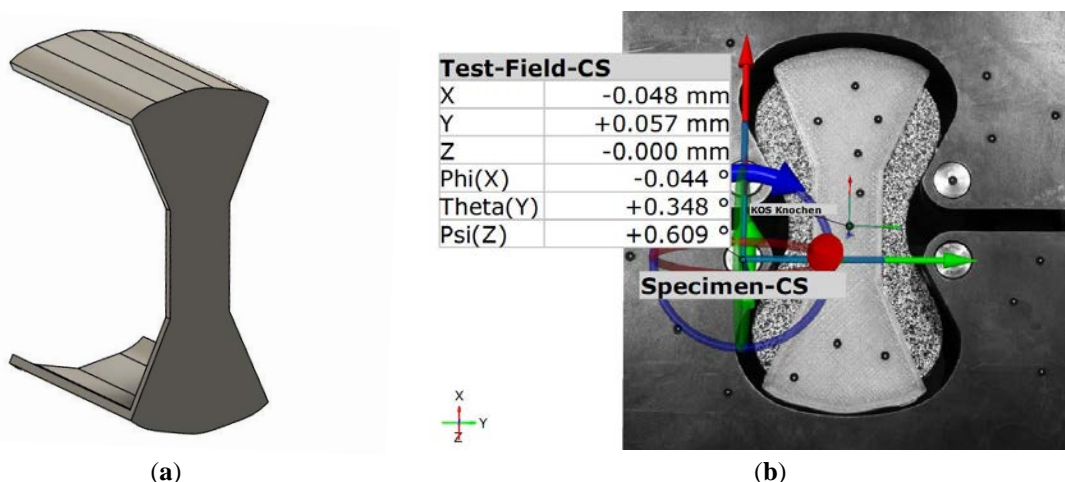 Test-Field-CS
X -0.048 mm
Y +0.057 mm
Z -0.000 mm
Phi(X) -0.044 °
Theta(Y) +0.348 °
Psi(Z) +0.609 °
KOS Knochen
Specimen-CS
X
Y
Z
(a)
(b)